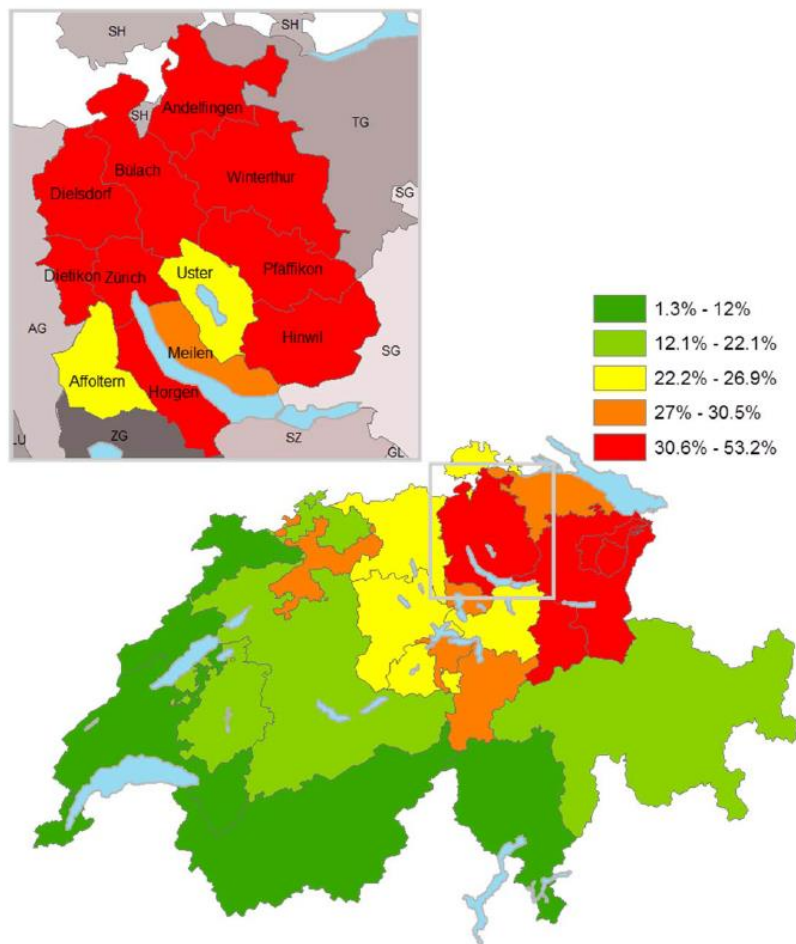 SH
SH
Andelfingen
SH
TG
Bülach
Winterthur
Dielsdorf
SG
Uster
Pfäffikon
Dietikon
Zürich
AG
Hinwil
SG
Meilen
Affoltern
Horgen
LU
ZG
SZ
GL
1.3% - 12%
12.1% - 22.1%
22.2% - 26.9%
27% - 30.5%
30.6% - 53.2%